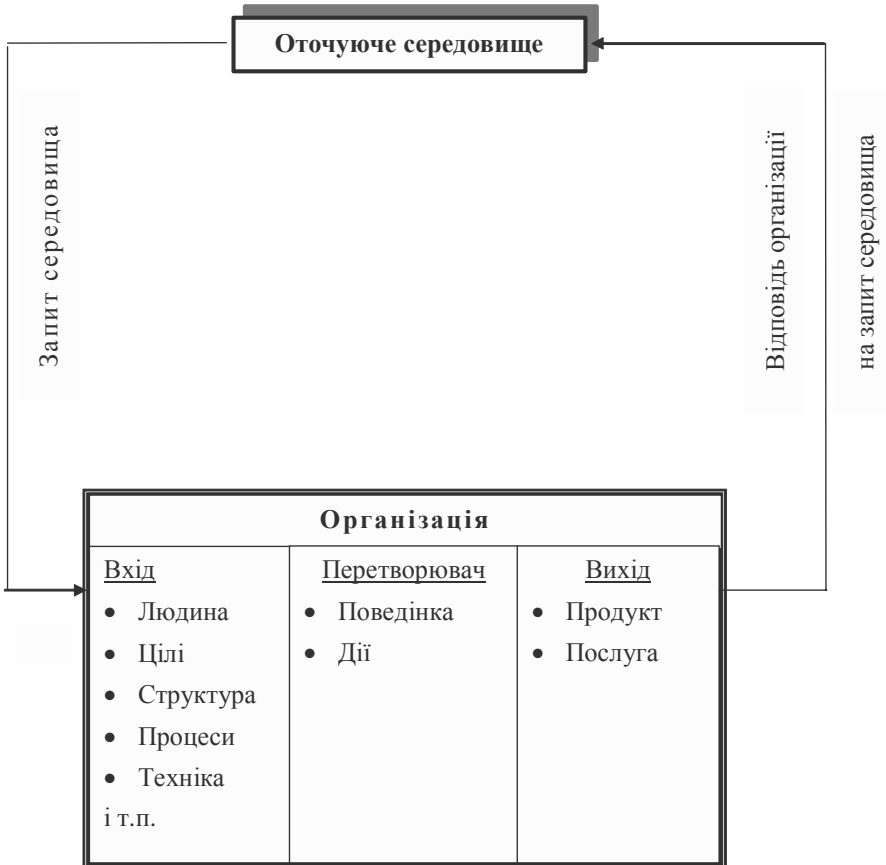 Оточуюче середовище
Запит середовища
Відповідь організації
на запит середовища
Організація
Вхід
• Людина
• Цілі
• Структура
• Процеси
• Техніка
і т.п.
Перетворювач
• Поведінка
• Дії
Вихід
• Продукт
• Послуга